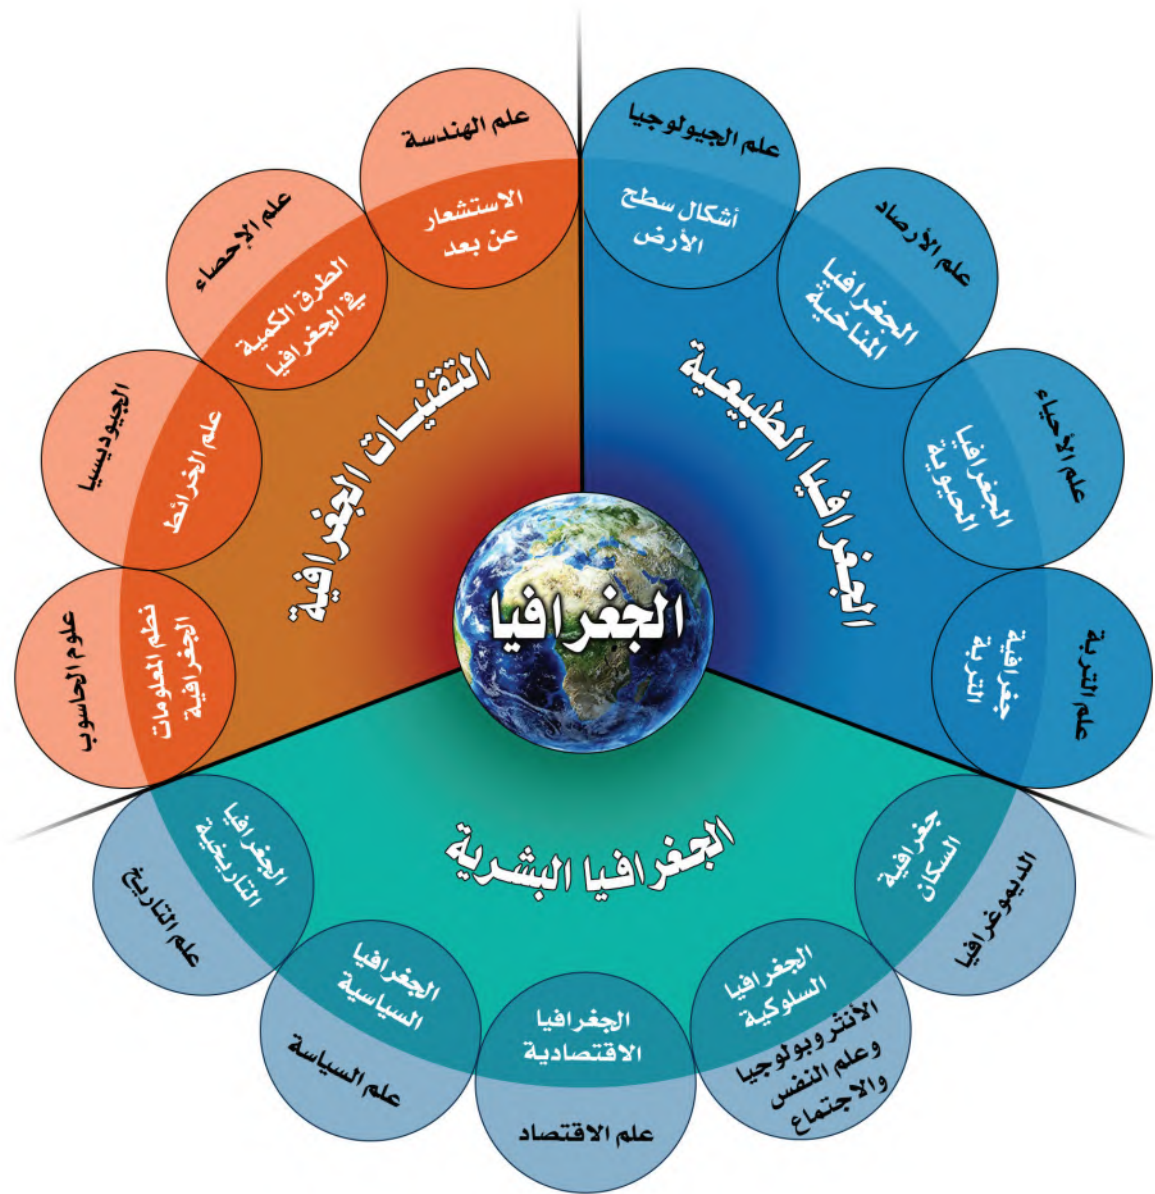 الجغرافيا
الجغرافيا الطبيعية
علم الجيولوجيا
أشكال سطح
الأرض
علم الأرصاد
الجغرافيا
المناخية
علم الأحياء
الجغرافيا
الحيوية
علم التربة
جغرافية
التربة
الجغرافيا البشرية
جغرافية
السكان
الديموغرافيا
الجغرافيا
السلوكية
الأنثروبولوجيا
وعلم النفس
والاجتماع
الجغرافيا
الاقتصادية
علم الاقتصاد
الجغرافيا
السياسية
علم السياسة
الجغرافيا
التاريخية
علم التاريخ
التقنيات الجغرافية
علوم الحاسوب
نظم المعلومات
الجغرافية
الجيوديسيا
علم الخرائط
علم الإحصاء
الطرق الكمية
في الجغرافيا
علم الهندسة
الاستشعار
عن بعد